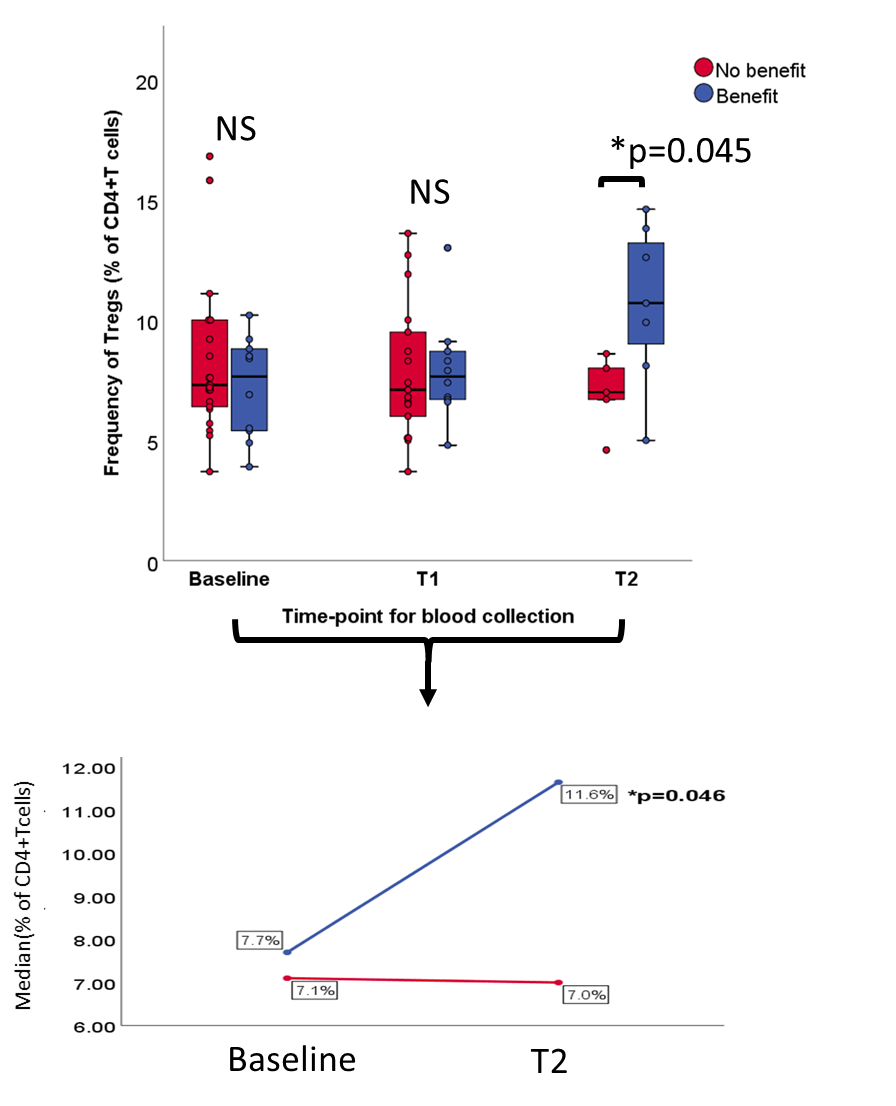 No benefit
Benefit
20
15
10
5
0
Frequency of Tregs (% of CD4+T cells)
NS
NS
*p=0.045
Baseline
T1
T2
Time-point for blood collection
12.00
11.00
10.00
9.00
8.00
7.00
6.00
Median(% of CD4+Tcells)
11.6%
*p=0.046
7.7%
7.1%
7.0%
Baseline
T2